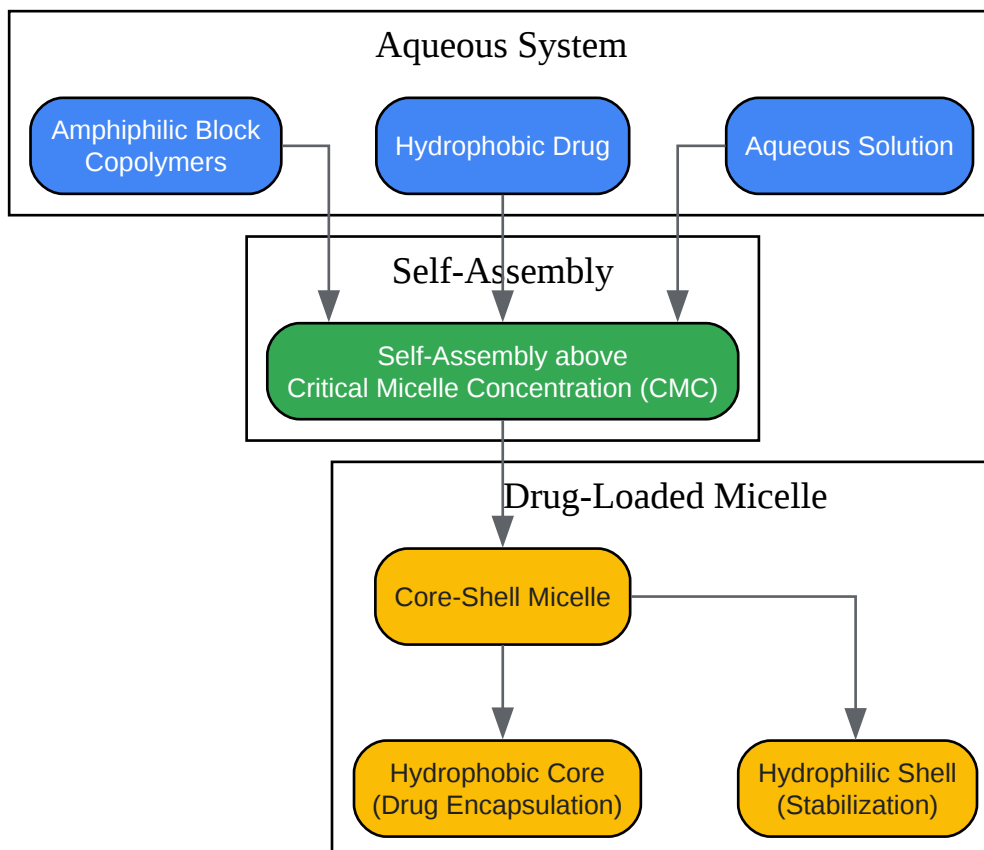 Aqueous System
Amphiphilic Block
Copolymers
Hydrophobic Drug
Aqueous Solution
Self-Assembly
Self-Assembly above
Critical Micelle Concentration (CMC)
Drug-Loaded Micelle
Core-Shell Micelle
Hydrophobic Core
(Drug Encapsulation)
Hydrophilic Shell
(Stabilization)